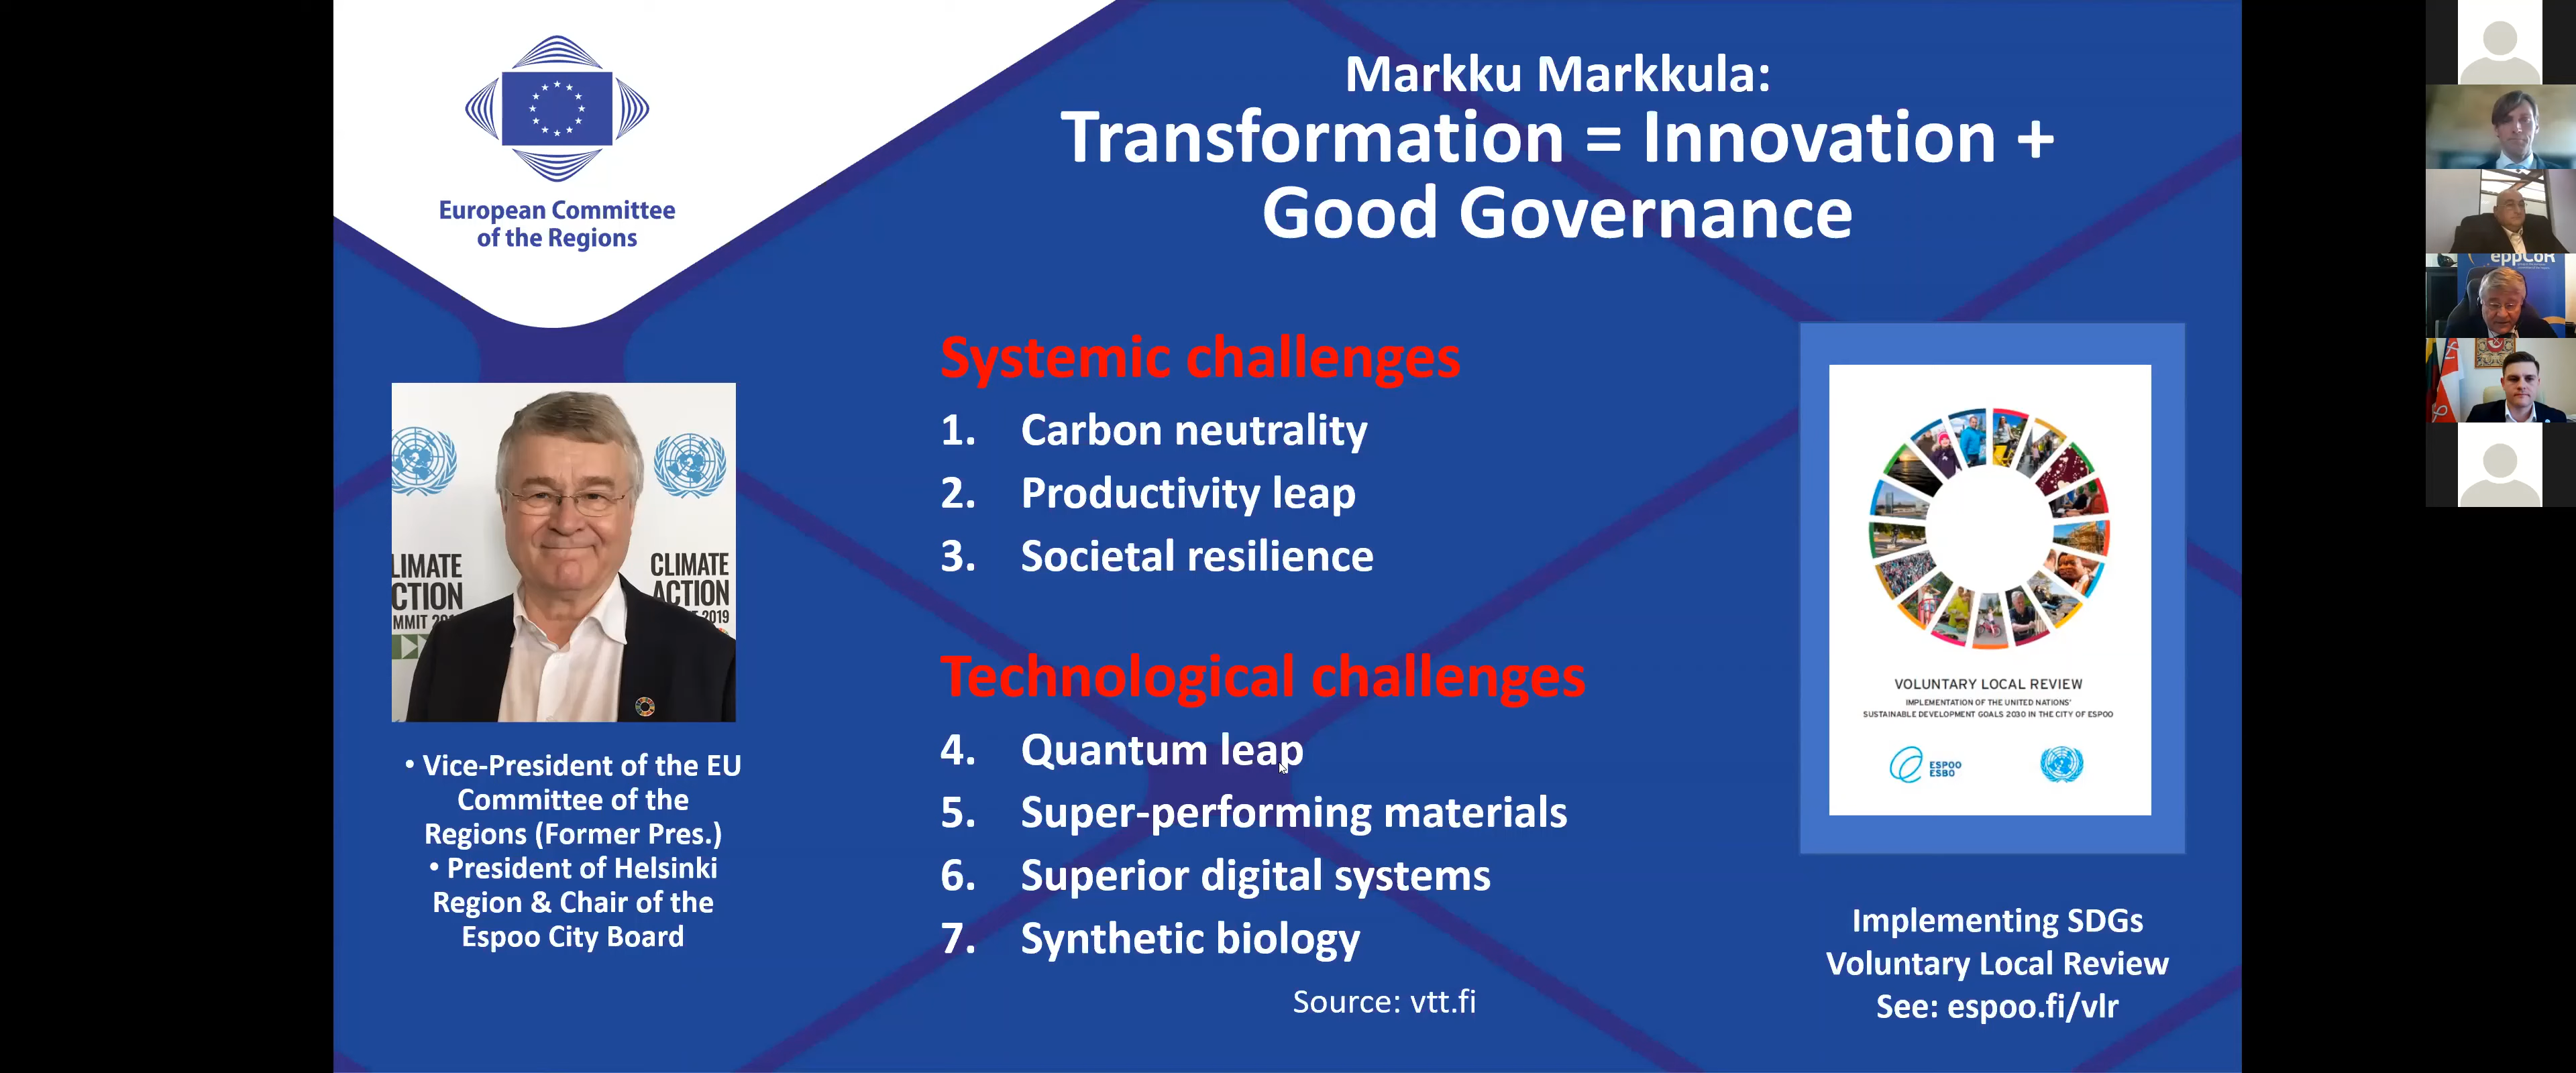 European Committee
of the Regions
Markku Markkula:
Transformation = Innovation +
Good Governance
LIMATE
CTION
MMIT
CLIMATE
ACTION
2019
• Vice-President of the EU
Committee of the
Regions (Former Pres.)
• President of Helsinki
Region & Chair of the
Espoo City Board
Systemic challenges
1. Carbon neutrality
2. Productivity leap
3. Societal resilience
Technological challenges
4. Quantum leap
5. Super-performing materials
6. Superior digital systems
7. Synthetic biology
Source: vtt.fi
VOLUNTARY LOCAL REVIEW
IMPLEMENTATION OF THE UNITED NATIONS'
SUSTAINABLE DEVELOPMENT GOALS 2030 IN THE CITY OF ESPOO
ESPOO
ESBO
Implementing SDGs
Voluntary Local Review
See: espoo.fi/vlr
eppCoR